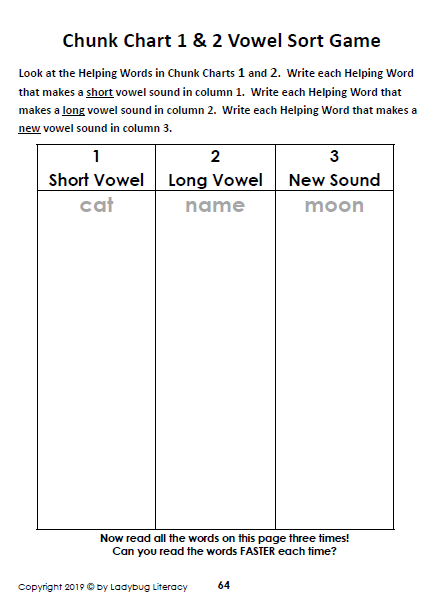 Chunk Chart 1 & 2 Vowel Sort Game
Look at the Helping Words in Chunk Charts 1 and 2.  Write each Helping Word
that makes a short vowel sound in column 1.  Write each Helping Word that
makes a long vowel sound in column 2.  Write each Helping Word that makes a
new vowel sound in column 3.
1 2 3
Short Vowel Long Vowel New Sound
cat name moon
Now read all the words on this page three times!
Can you read the words FASTER each time?
Copyright 2019 © by Ladybug Literacy 64